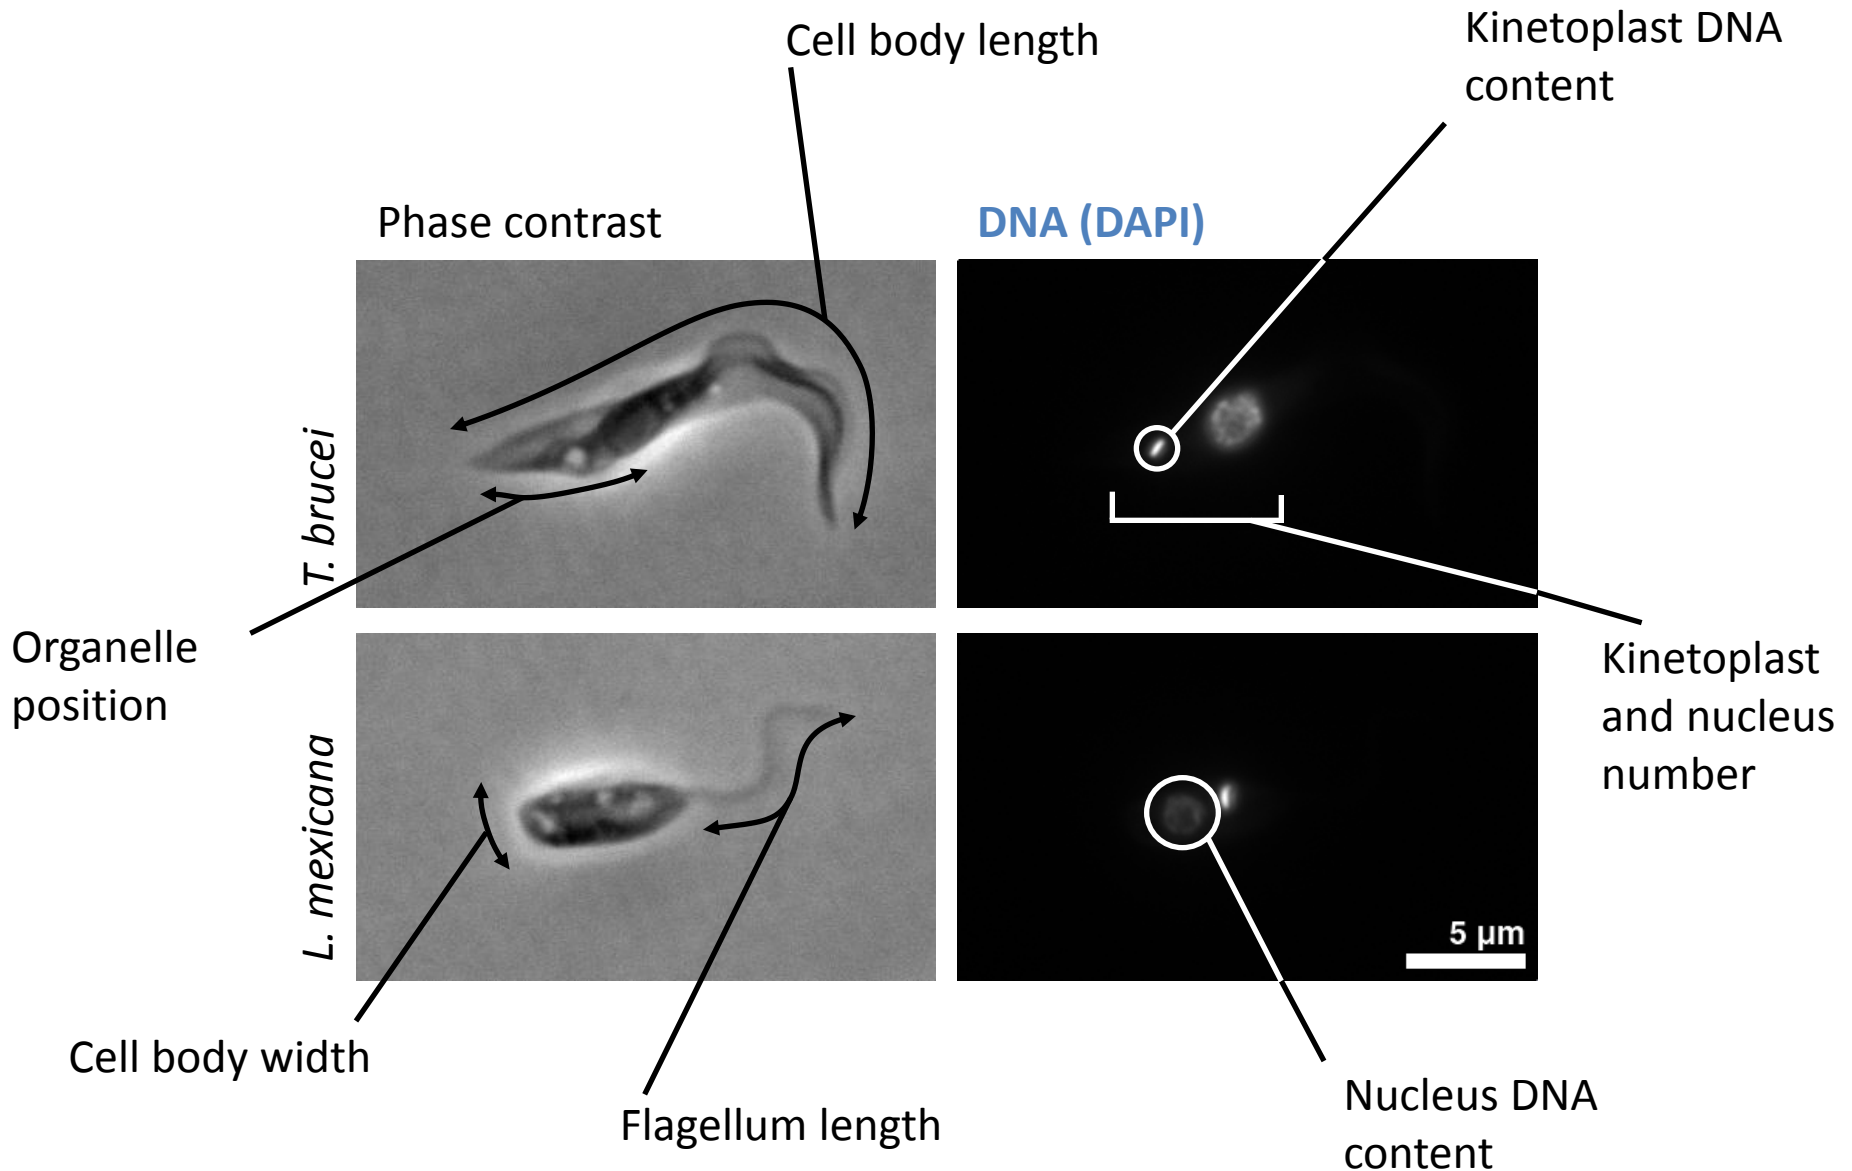 Cell body length
Kinetoplast DNA
content
Phase contrast
DNA (DAPI)
T. brucei
Organelle
position
Kinetoplast
and nucleus
number
L. mexicana
5 µm
Cell body width
Flagellum length
Nucleus DNA
content